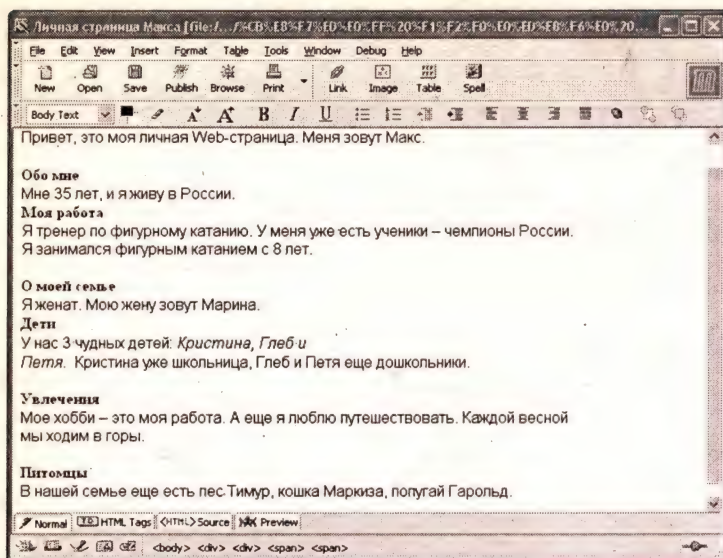 Личная страница Макса [file:/.../%CB%E8%F7%ED%E0%FF%20%F1%F2%F0%E0%ED%E8%F6%E0%20...
File Edit View Insert Format Table Tools Window Debug Help
New Open Save Publish Browse Print Link Image Table Spell
Body Text A A B I U
Привет, это моя личная Web-страница. Меня зовут Макс.
Обо мне
Мне 35 лет, и я живу в России.
Моя работа
Я тренер по фигурному катанию. У меня уже есть ученики – чемпионы России.
Я занимался фигурным катанием с 8 лет.
О моей семье
Я женат. Мою жену зовут Марина.
Дети
У нас 3 чудных детей: Кристина, Глеб и
Петя. Кристина уже школьница, Глеб и Петя еще дошкольники.
Увлечения
Мое хобби – это моя работа. А еще я люблю путешествовать. Каждой весной
мы ходим в горы.
Питомцы
В нашей семье еще есть пес Тимур, кошка Маркиза, попугай Гарольд.
Normal TD HTML Tags <HTML> Source Preview
<body> <div> <div> <span> <span>